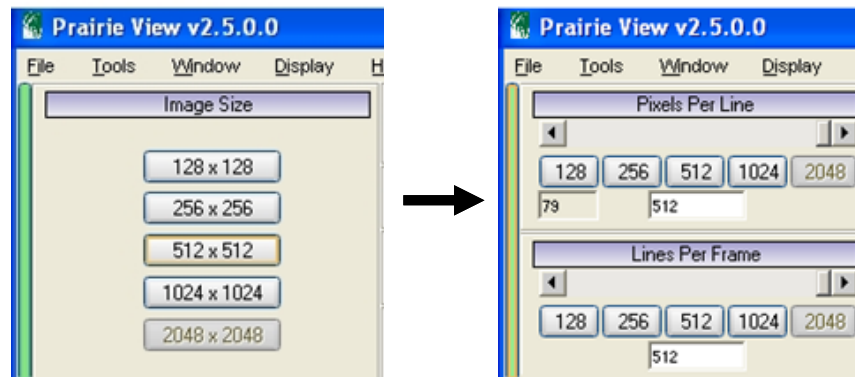 Prairie View v2.5.0.0
File Tools Window Display H
Image Size
128 x 128
256 x 256
512 x 512
1024 x 1024
2048 x 2048
Prairie View v2.5.0.0
File Tools Window Display
Pixels Per Line
128 256 512 1024 2048
79 512
Lines Per Frame
128 256 512 1024 2048
512